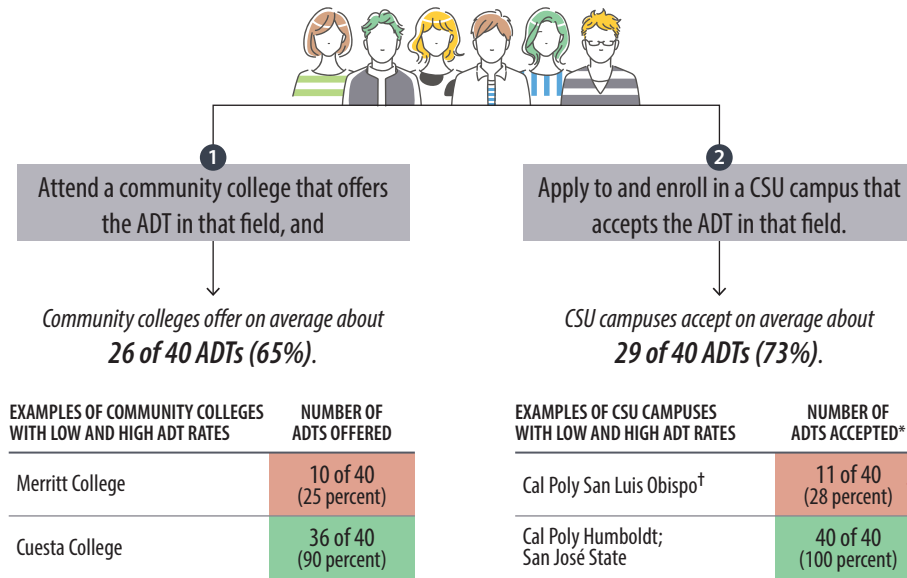 1
Attend a community college that offers
the ADT in that field, and
Community colleges offer on average about
26 of 40 ADTs (65%).
EXAMPLES OF COMMUNITY COLLEGES
WITH LOW AND HIGH ADT RATES
NUMBER OF
ADTS OFFERED
Merritt College
10 of 40
(25 percent)
Cuesta College
36 of 40
(90 percent)
2
Apply to and enroll in a CSU campus that
accepts the ADT in that field.
CSU campuses accept on average about
29 of 40 ADTs (73%).
EXAMPLES OF CSU CAMPUSES
WITH LOW AND HIGH ADT RATES
NUMBER OF
ADTS ACCEPTED*
Cal Poly San Luis Obispo†
11 of 40
(28 percent)
Cal Poly Humboldt;
San José State
40 of 40
(100 percent)